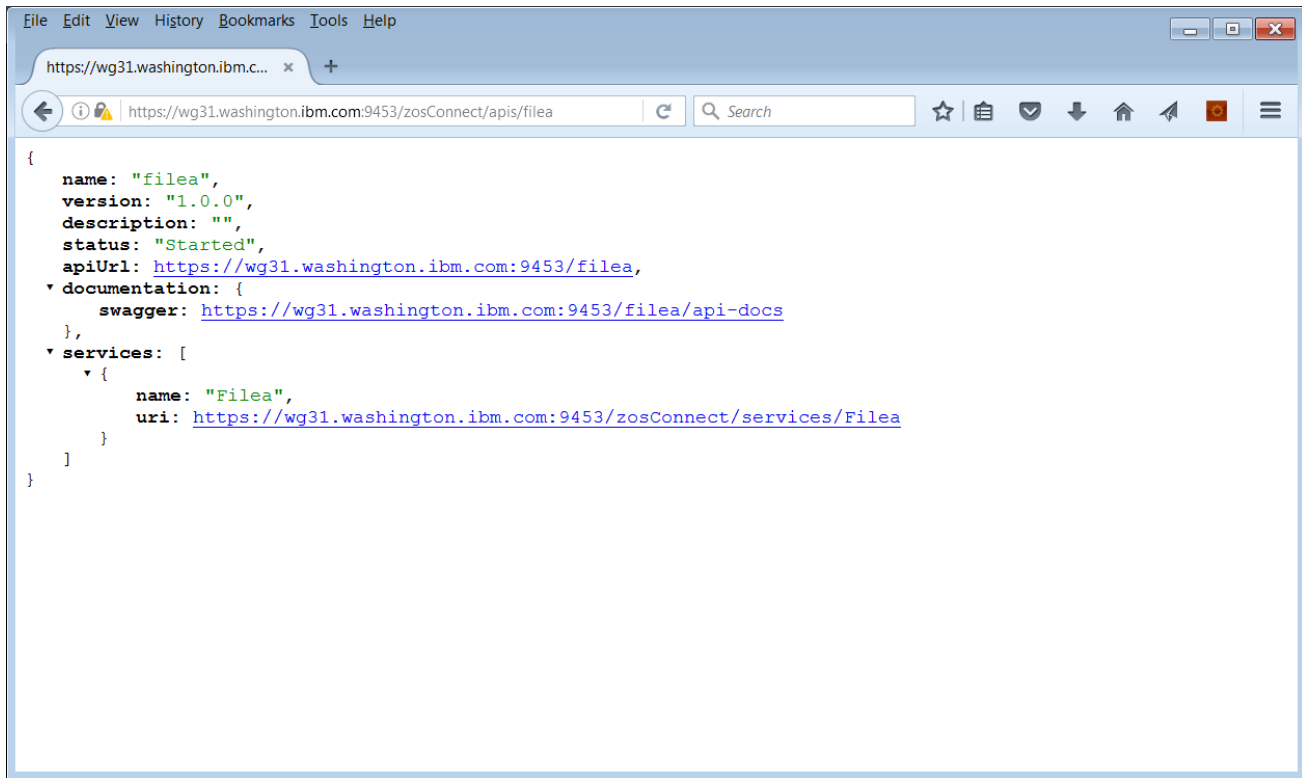 File Edit View History Bookmarks Tools Help
https://wg31.washington.ibm.c... × +
https://wg31.washington.ibm.com:9453/zosConnect/apis/filea Search
{
name: "filea",
version: "1.0.0",
description: "",
status: "Started",
apiUrl: https://wg31.washington.ibm.com:9453/filea,
documentation: {
swagger: https://wg31.washington.ibm.com:9453/filea/api-docs
},
services: [
{
name: "Filea",
uri: https://wg31.washington.ibm.com:9453/zosConnect/services/Filea
}
]
}